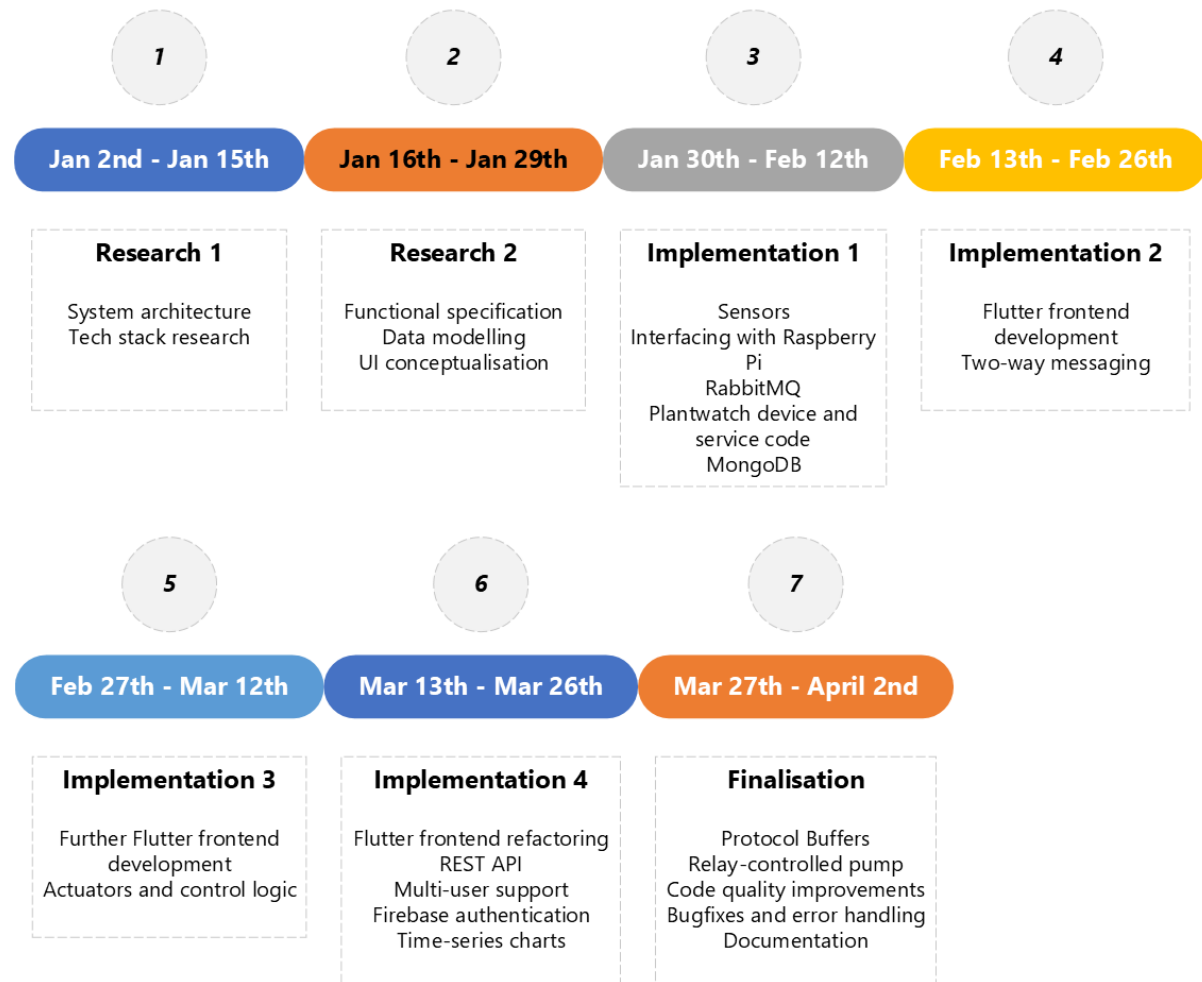 1
2
3
4
Jan 2nd - Jan 15th
Jan 16th - Jan 29th
Jan 30th - Feb 12th
Feb 13th - Feb 26th
Research 1
System architecture
Tech stack research
Research 2
Functional specification
Data modelling
UI conceptualisation
Implementation 1
Sensors
Interfacing with Raspberry
Pi
RabbitMQ
Plantwatch device and
service code
MongoDB
Implementation 2
Flutter frontend
development
Two-way messaging
5
6
7
Feb 27th - Mar 12th
Mar 13th - Mar 26th
Mar 27th - April 2nd
Implementation 3
Further Flutter frontend
development
Actuators and control logic
Implementation 4
Flutter frontend refactoring
REST API
Multi-user support
Firebase authentication
Time-series charts
Finalisation
Protocol Buffers
Relay-controlled pump
Code quality improvements
Bugfixes and error handling
Documentation